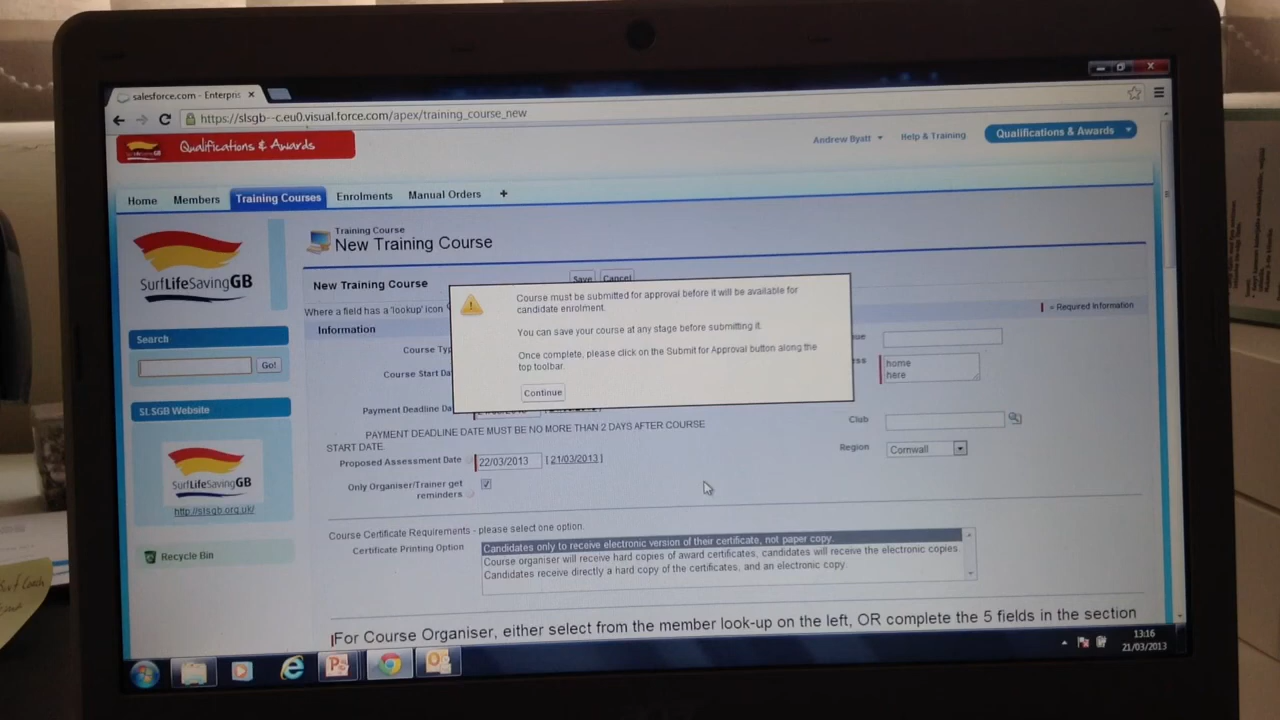 salesforce.com - Enterpris
https://slsgb--c.eu0.visual.force.com/apex/training_course_new
Qualifications & Awards
Andrew Byatt
Help & Training
Qualifications & Awards
Home
Members
Training Courses
Enrolments
Manual Orders
+
SurfLifeSavingGB
Training Course
New Training Course
New Training Course
Save
Cancel
Where a field has a 'lookup' icon
= Required Information
Information
Course must be submitted for approval before it will be available for
candidate enrolment.
You can save your course at any stage before submitting it.
Once complete, please click on the Submit for Approval button along the
top toolbar.
Continue
Search
Go!
Course Typ
Course Start Da
home
here
SLSGB Website
SurfLifeSavingGB
http://slsgb.org.uk/
Recycle Bin
Payment Deadline Da
PAYMENT DEADLINE DATE MUST BE NO MORE THAN 2 DAYS AFTER COURSE
START DATE
Club
Region
Cornwall
Proposed Assessment Date
22/03/2013
[ 21/03/2013 ]
Only Organiser/Trainer get
reminders
Course Certificate Requirements - please select one option.
Certificate Printing Option
Candidates only to receive electronic version of their certificate, not paper copy.
Course organiser will receive hard copies of award certificates, candidates will receive the electronic copies.
Candidates receive directly a hard copy of the certificates, and an electronic copy.
For Course Organiser, either select from the member look-up on the left, OR complete the 5 fields in the section
13:16
21/03/2013